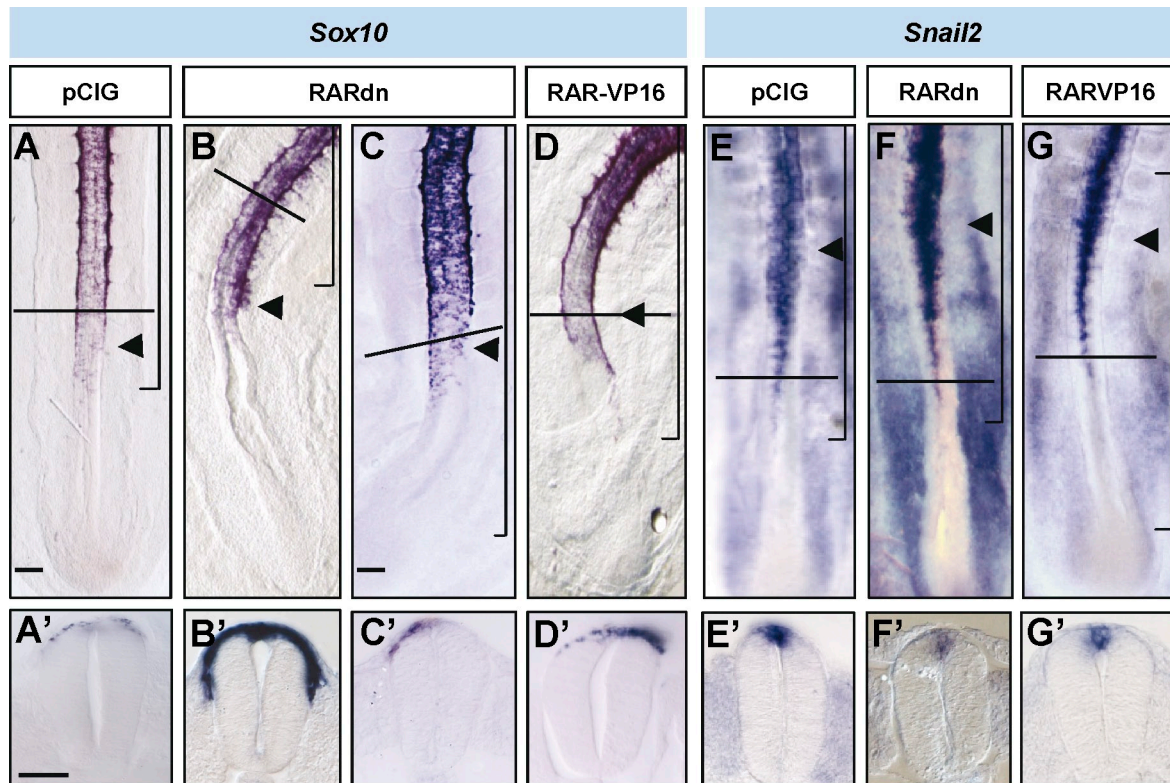 Sox10 Snail2
pCIG RARdn RAR-VP16 pCIG RARdn RARVP16
A B C D E F G
A' B' C' D' E' F' G'